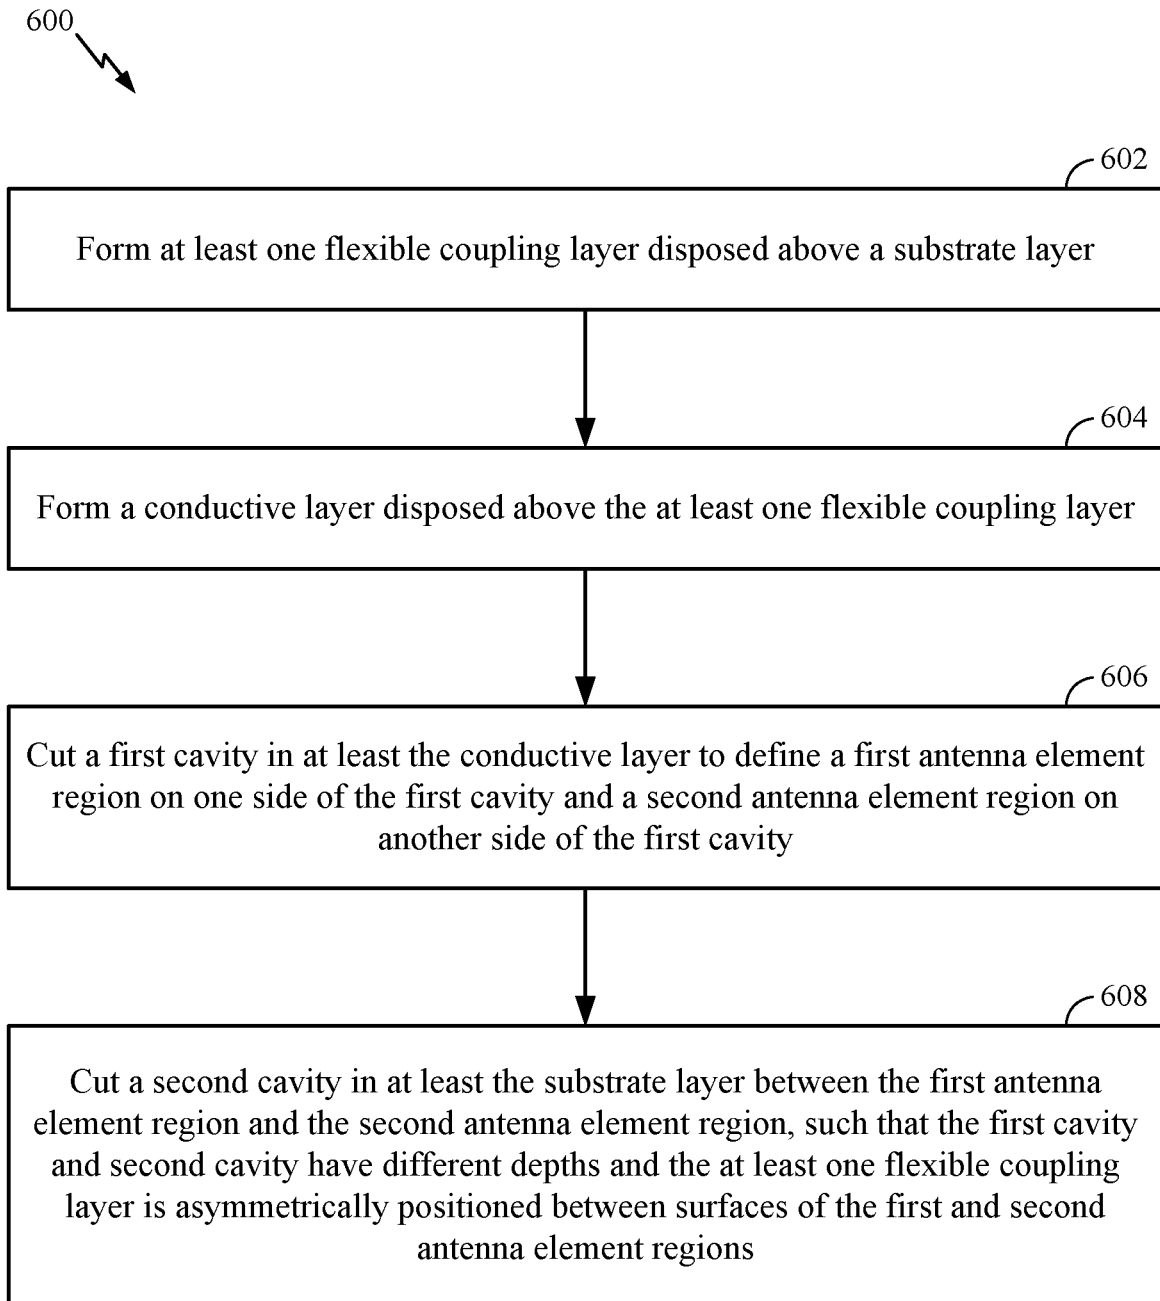 600
602
Form at least one flexible coupling layer disposed above a substrate layer
604
Form a conductive layer disposed above the at least one flexible coupling layer
606
Cut a first cavity in at least the conductive layer to define a first antenna element
region on one side of the first cavity and a second antenna element region on
another side of the first cavity
608
Cut a second cavity in at least the substrate layer between the first antenna
element region and the second antenna element region, such that the first cavity
and second cavity have different depths and the at least one flexible coupling
layer is asymmetrically positioned between surfaces of the first and second
antenna element regions